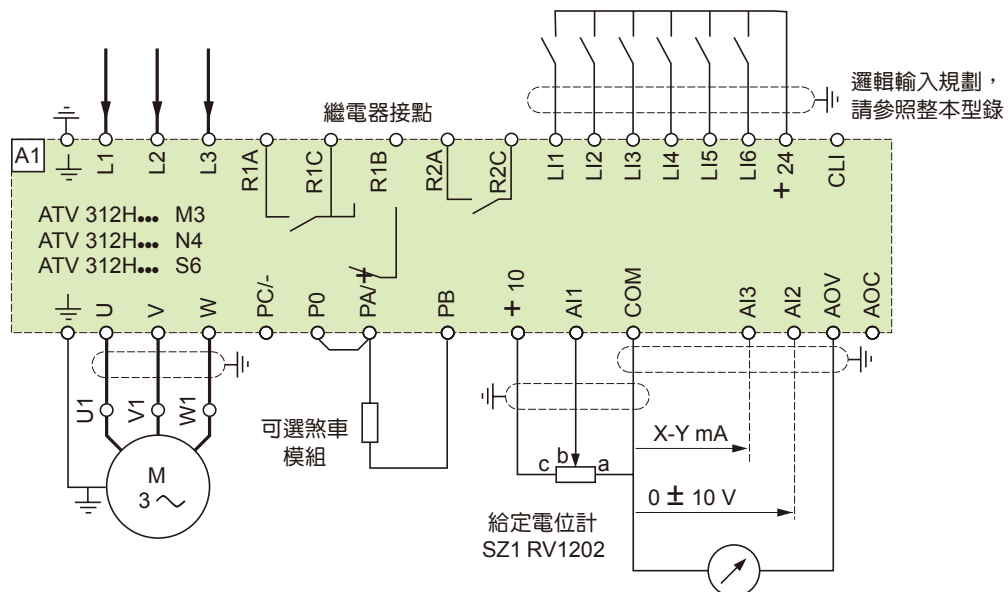 邏輯輸入規劃，
請參照整本型錄
繼電器接點
A1
L1
L2
L3
R1A
R1C
R1B
R2A
R2C
LI1
LI2
LI3
LI4
LI5
LI6
+ 24
CLI
ATV 312H••• M3
ATV 312H••• N4
ATV 312H••• S6
U
V
W
PC/-
P0
PA/+
PB
+ 10
AI1
COM
AI3
AI2
AOV
AOC
U1
V1
W1
M
3
可選煞車
模組
c
b
a
X-Y mA
0 ± 10 V
給定電位計
SZ1 RV1202